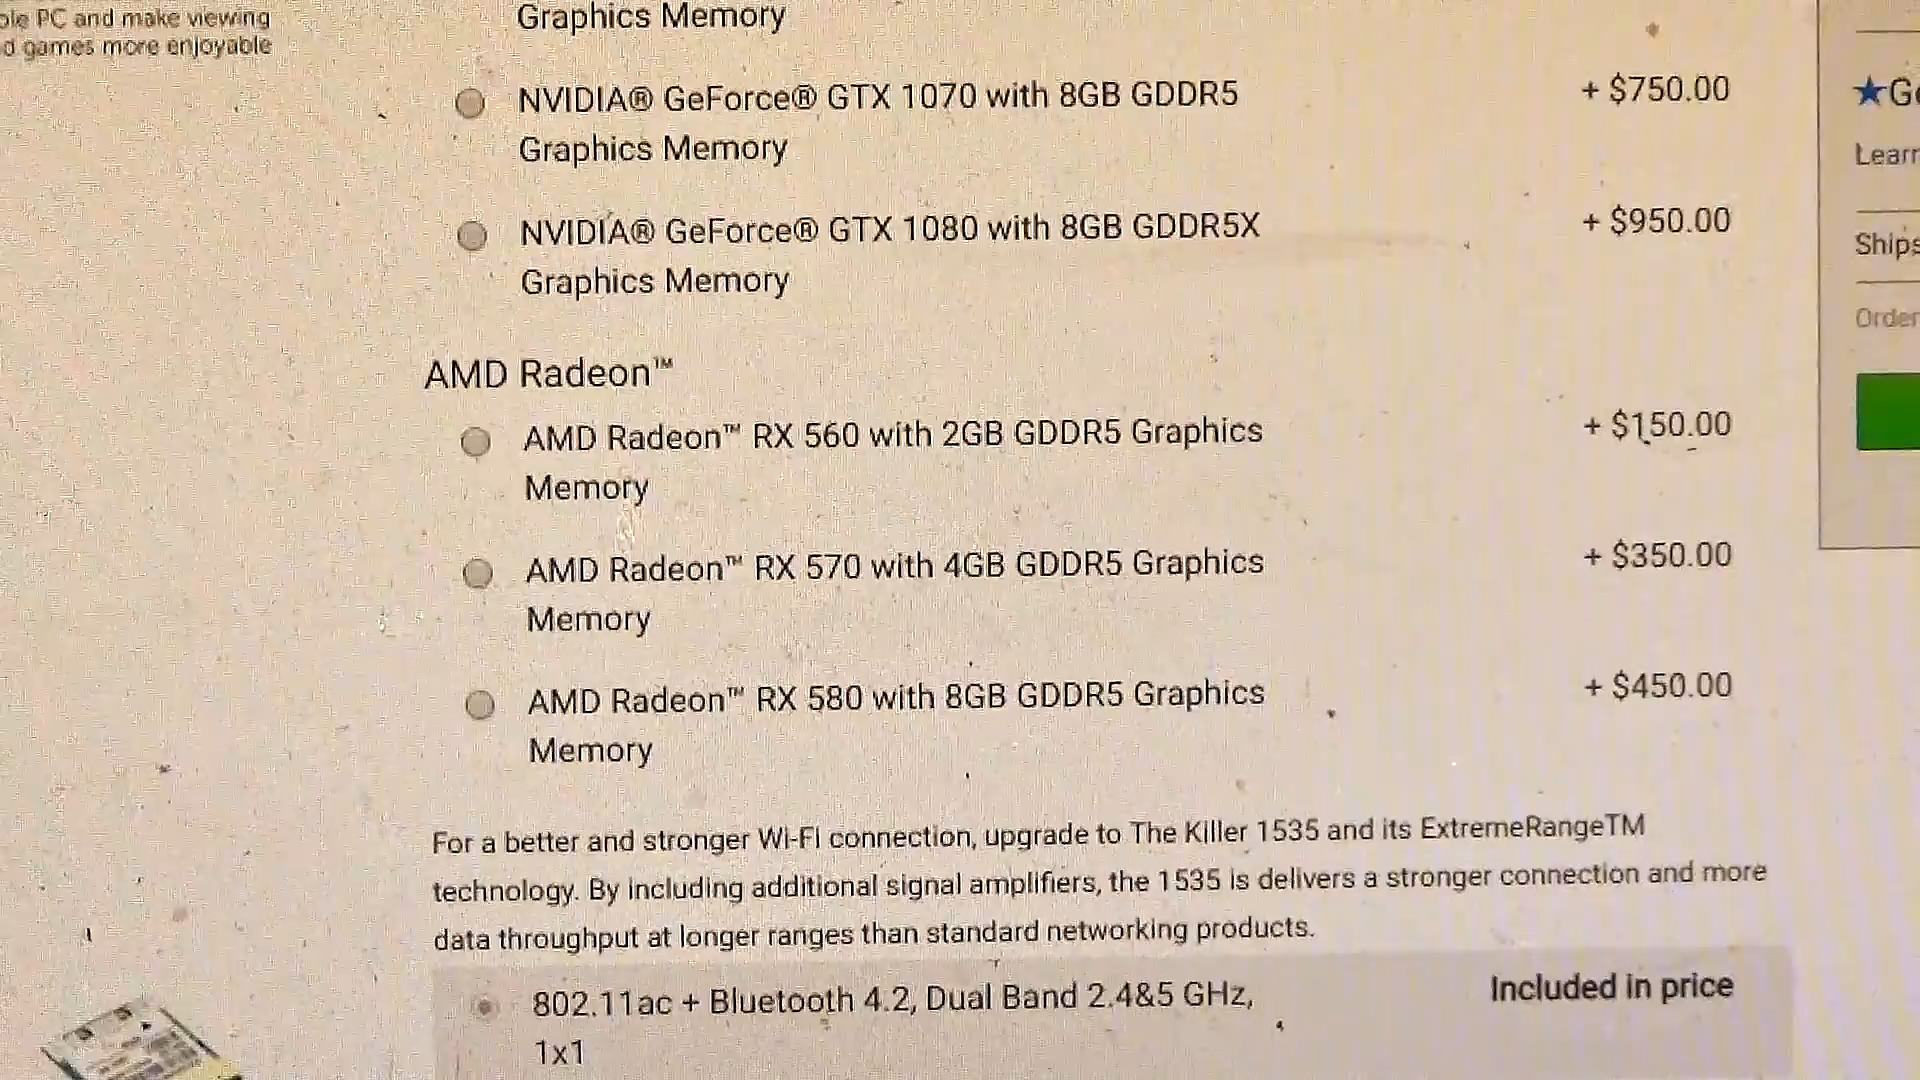 ple PC and make viewing
d games more enjoyable
Graphics Memory
NVIDIA® GeForce® GTX 1070 with 8GB GDDR5
Graphics Memory
+ $750.00
NVIDIA® GeForce® GTX 1080 with 8GB GDDR5X
Graphics Memory
+ $950.00
AMD Radeon™
AMD Radeon™ RX 560 with 2GB GDDR5 Graphics
Memory
+ $150.00
AMD Radeon™ RX 570 with 4GB GDDR5 Graphics
Memory
+ $350.00
AMD Radeon™ RX 580 with 8GB GDDR5 Graphics
Memory
+ $450.00
For a better and stronger Wi-Fi connection, upgrade to The Killer 1535 and its ExtremeRangeTM
technology. By including additional signal amplifiers, the 1535 is delivers a stronger connection and more
data throughput at longer ranges than standard networking products.
802.11ac + Bluetooth 4.2, Dual Band 2.4&5 GHz,
1x1
Included in price
★Ge
Learn
Ships
Order